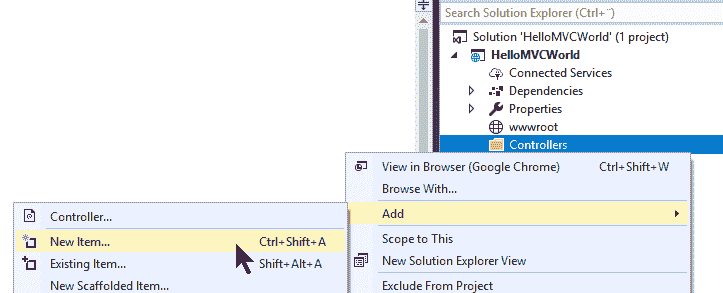 Search Solution Explorer (Ctrl+¨)
Solution 'HelloMVCWorld' (1 project)
HelloMVCWorld
Connected Services
Dependencies
Properties
wwwroot
Controllers
View in Browser (Google Chrome) Ctrl+Shift+W
Browse With...
Add
Scope to This
New Solution Explorer View
Exclude From Project
Controller...
New Item... Ctrl+Shift+A
Existing Item... Shift+Alt+A
New Scaffolded Item...